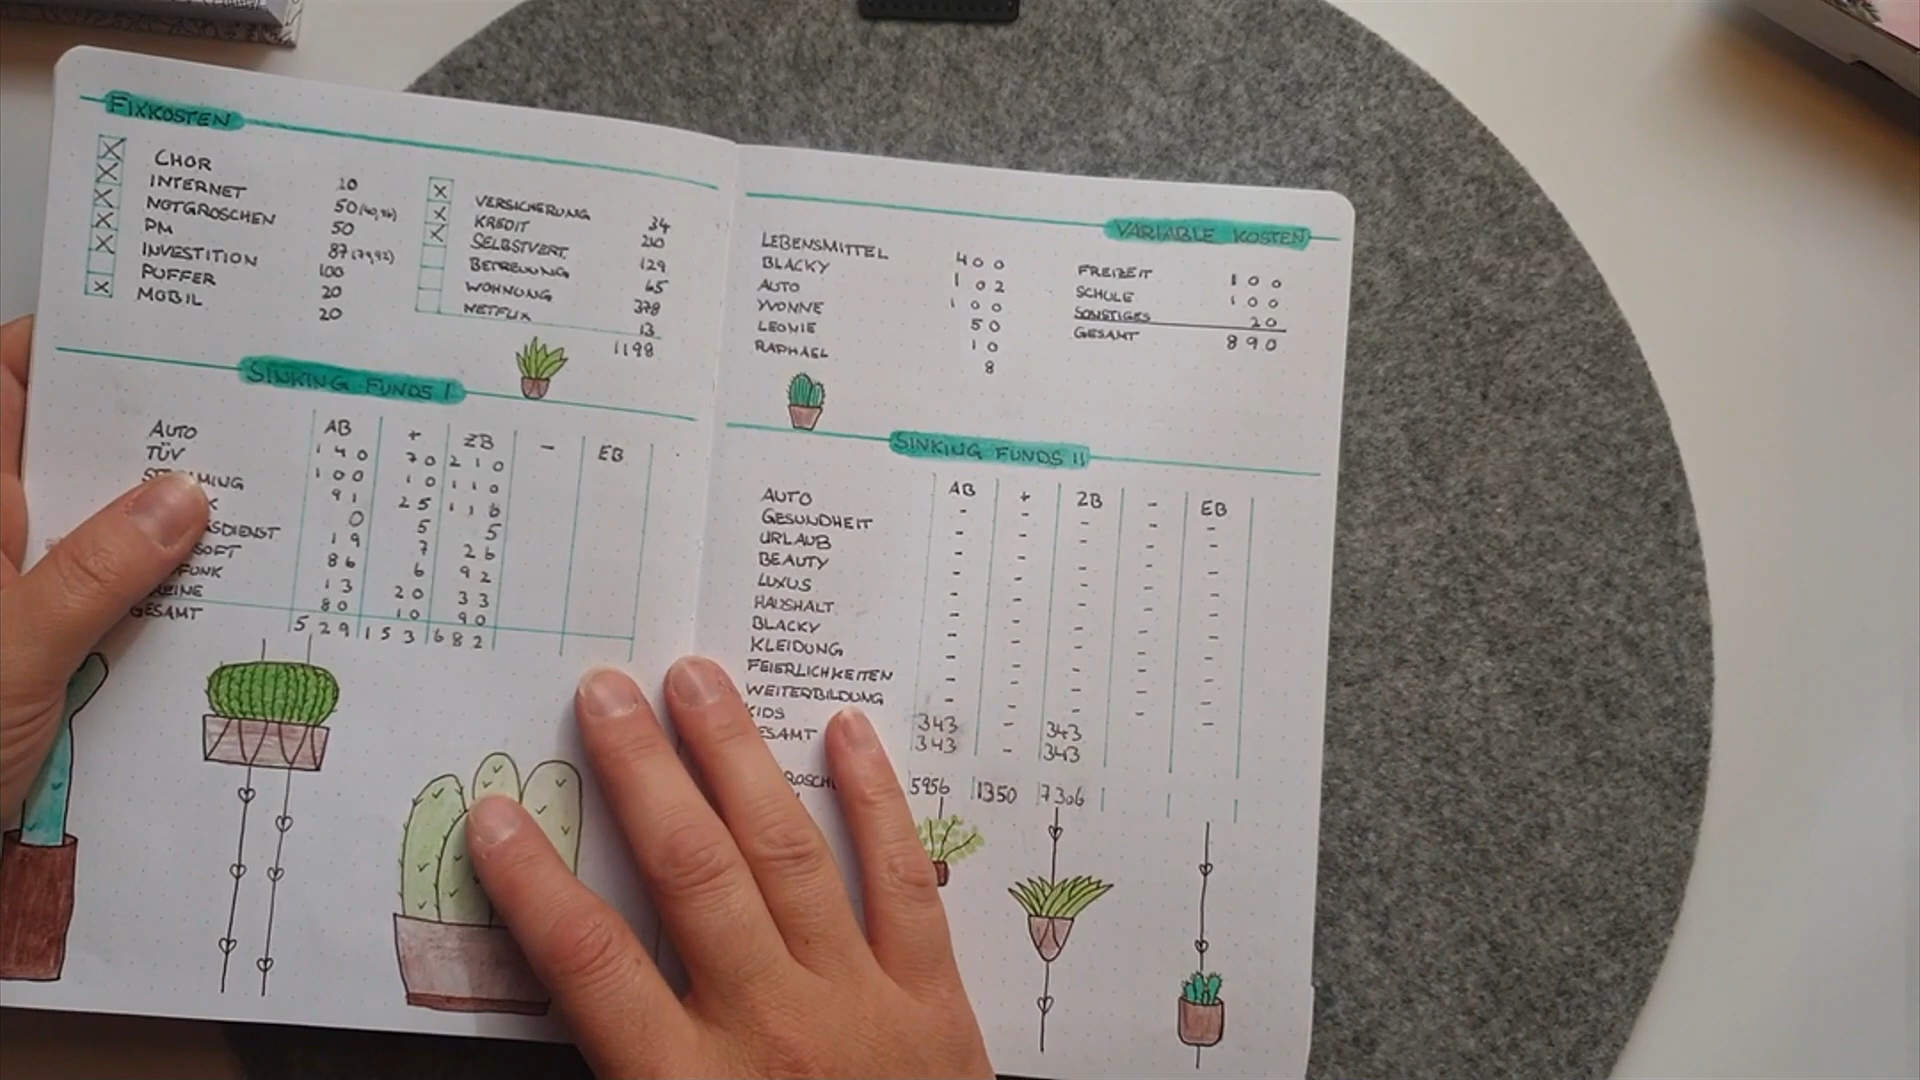 FIXKOSTEN
CHOR 10
INTERNET 50 (40,96)
NOTGROSCHEN 50
PM 87 (79,92)
INVESTITION 100
PUFFER 20
MOBIL 20
VERSICHERUNG 34
KREDIT 210
SELBSTVERT. 129
BETREUUNG 65
WOHNUNG 378
NETFLIX 13
1198
SINKING FUNDS I
AB + ZB - EB
AUTO 140 70 210
TÜV 100 10 110
91 25 116
0 5 5
19 7 26
86 6 92
13 20 33
80 10 90
GESAMT 529 153 682
VARIABLE KOSTEN
LEBENSMITTEL 400
BLACKY 102
AUTO 100
YVONNE 50
LEONIE 10
RAPHAEL 8
FREIZEIT 100
SCHULE 100
SONSTIGES 20
GESAMT 890
SINKING FUNDS II
AB + ZB - EB
AUTO - - - - -
GESUNDHEIT - - - - -
URLAUB - - - - -
BEAUTY - - - - -
LUXUS - - - - -
HAUSHALT - - - - -
BLACKY - - - - -
KLEIDUNG - - - - -
FEIERLICHKEITEN - - - - -
WEITERBILDUNG - - - - -
KIDS 343 - 343
ESAMT 343 - 343
5956 1350 7306